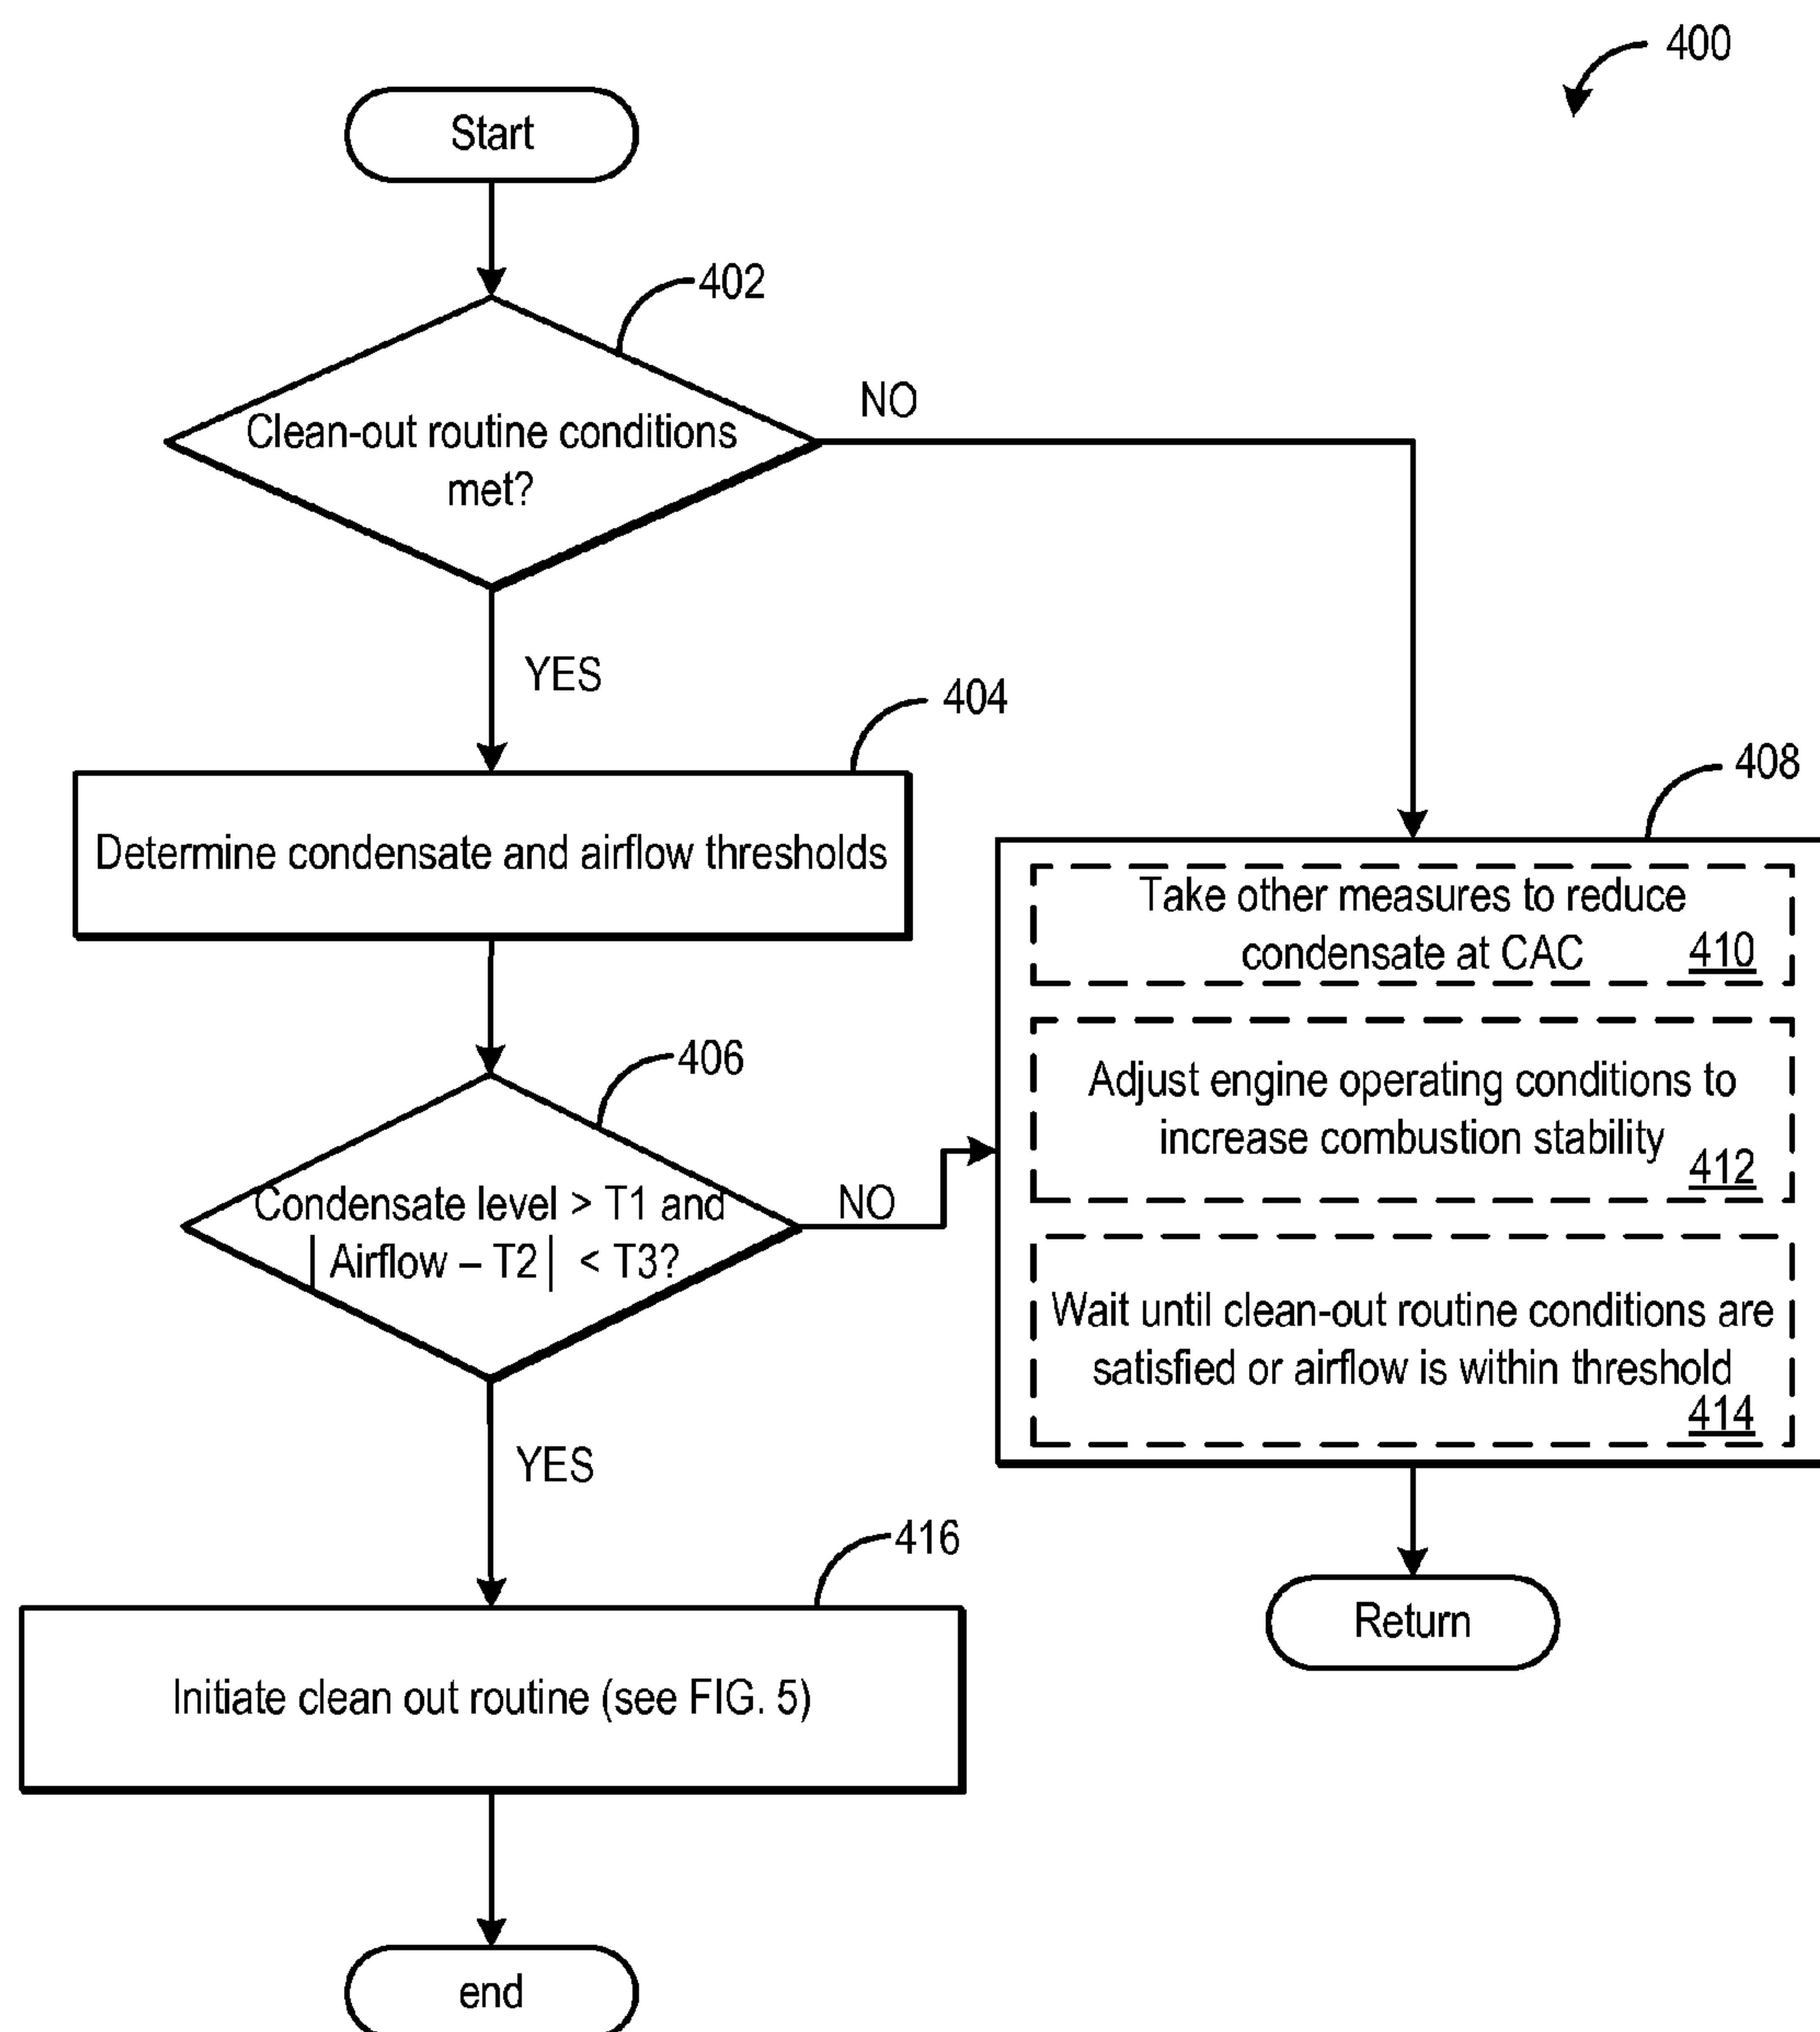 400
Start
402
Clean-out routine conditions
met?
NO
YES
404
Determine condensate and airflow thresholds
408
Take other measures to reduce
condensate at CAC 410
Adjust engine operating conditions to
increase combustion stability
412
Wait until clean-out routine conditions are
satisfied or airflow is within threshold
414
406
Condensate level > T1 and
| Airflow – T2 | < T3?
NO
YES
416
Initiate clean out routine (see FIG. 5)
Return
end